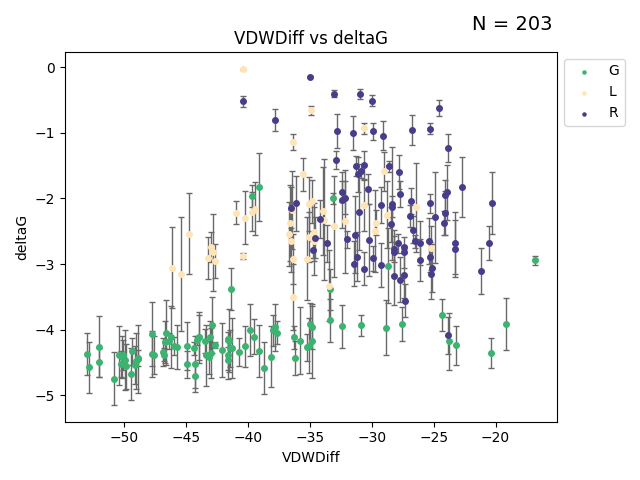 N = 203
VDWDiff vs deltaG
G
L
R
deltaG
0
−1
−2
−3
−4
−5
−50 −45 −40 −35 −30 −25 −20
VDWDiff